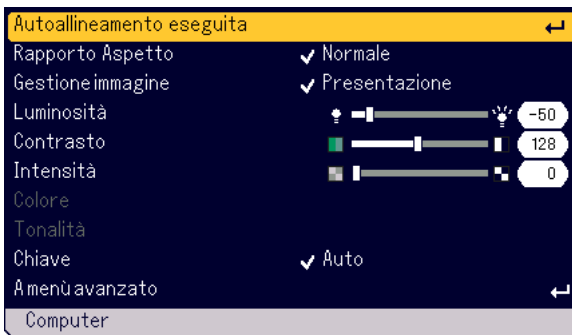 Autoallineamento eseguita
Rapporto Aspetto Normale
Gestione immagine Presentazione
Luminosità -50
Contrasto 128
Intensità 0
Colore
Tonalità
Chiave Auto
A menù avanzato
Computer